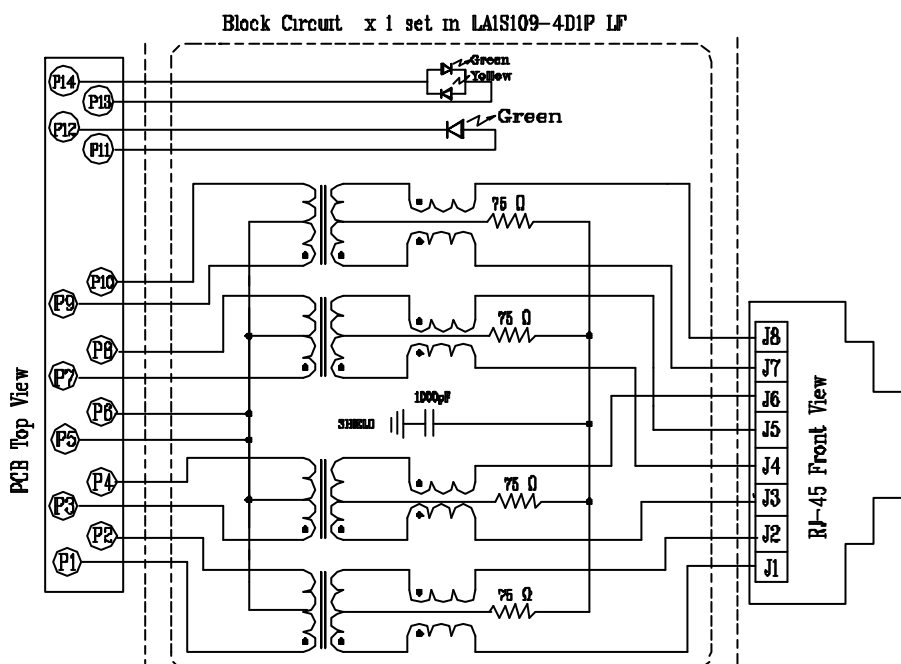 Block Circuit x 1 set in LA1S109-4D1P LF
P14
Green
Yellow
P13
P12
Green
P11
75 Ω
P10
P9
75 Ω
P8
J8
P7
J7
1000pF
J6
P6
SHIELD
J5
P5
J4
P4
75 Ω
J3
P3
P2
J2
P1
J1
75 Ω
PCB Top View
RJ-45 Front View